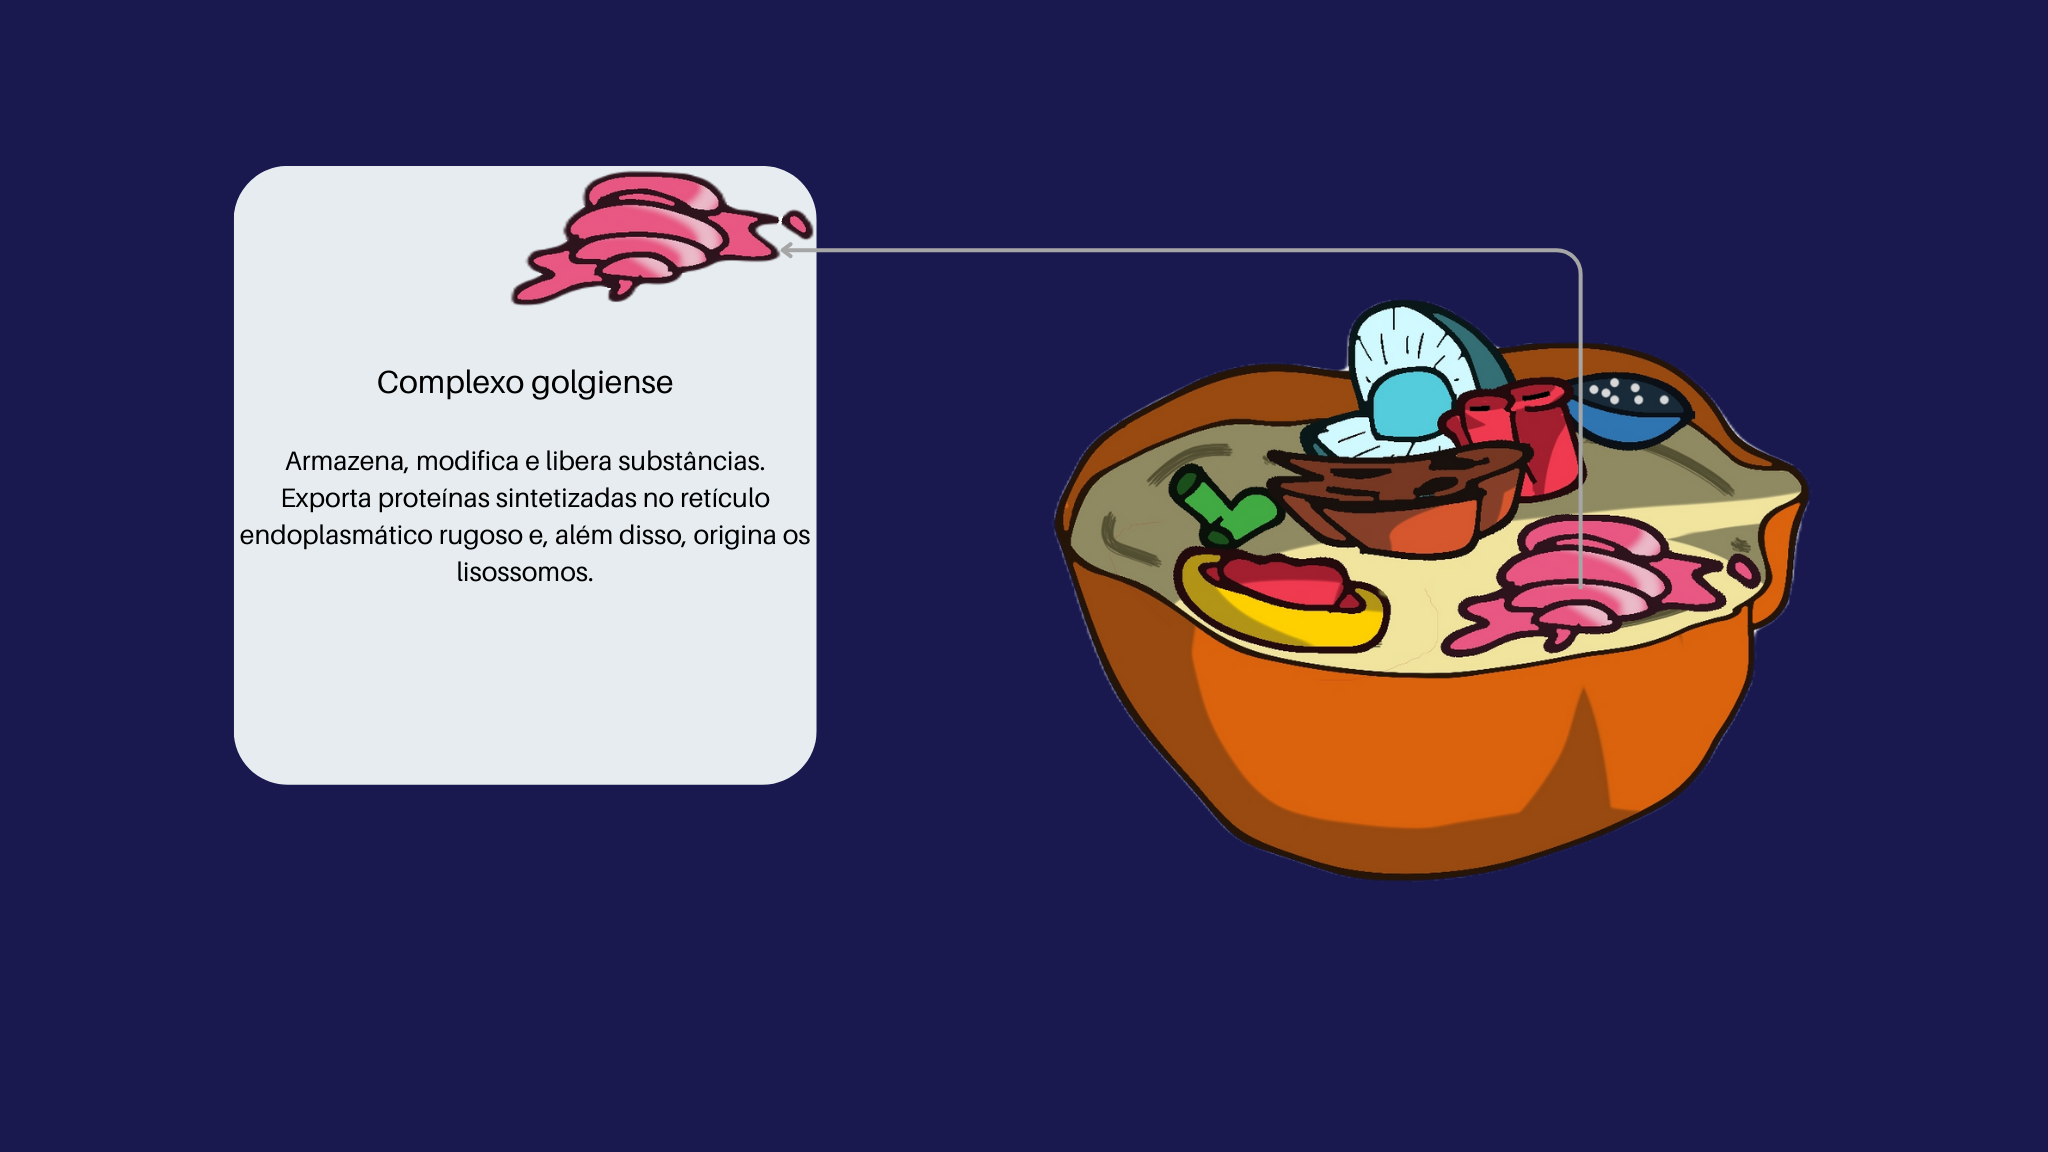 Complexo golgiense
Armazena, modifica e libera substâncias.
Exporta proteínas sintetizadas no retículo
endoplasmático rugoso e, além disso, origina os
lisossomos.